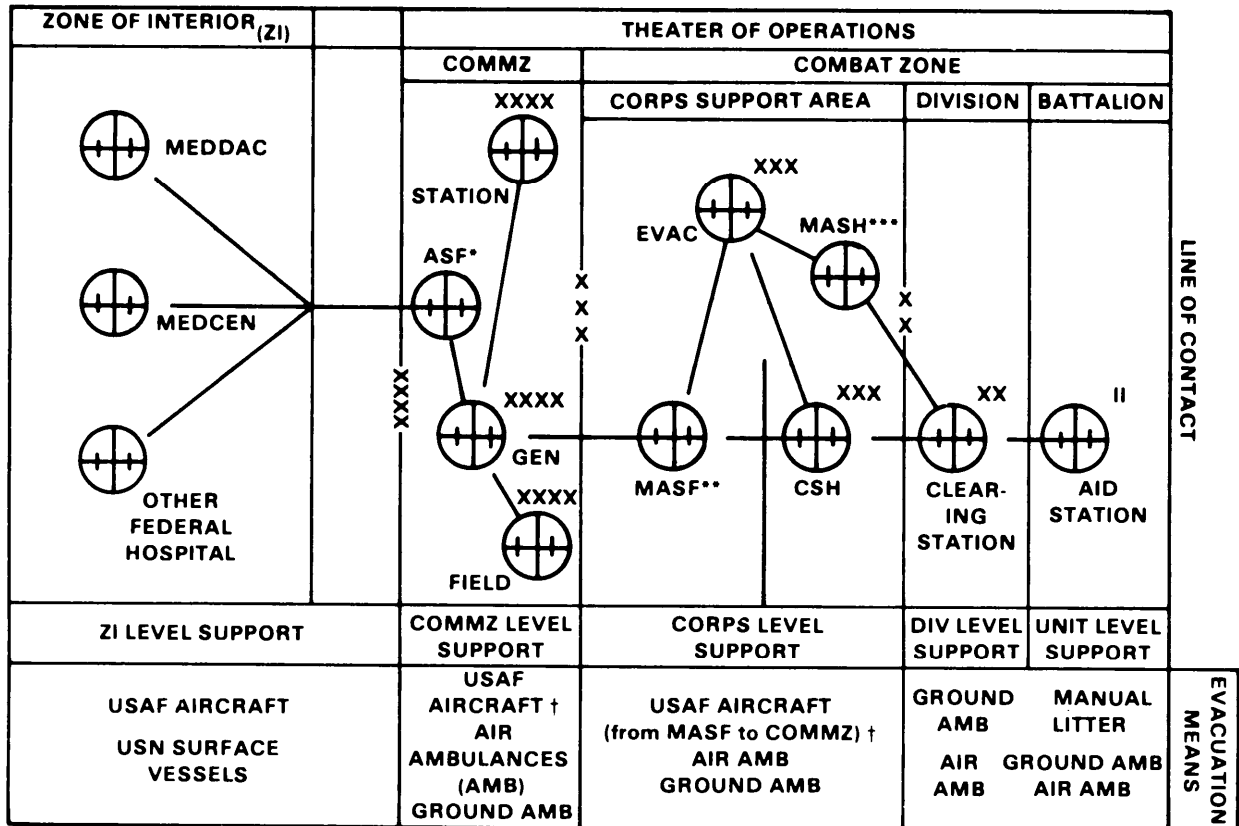 ZONE OF INTERIOR (ZI)
THEATER OF OPERATIONS
COMMZ
COMBAT ZONE
CORPS SUPPORT AREA
DIVISION
BATTALION
MEDDAC
MEDCEN
OTHER
FEDERAL
HOSPITAL
XXXX
STATION
ASF*
XXXX
XXXX
GEN
XXXX
FIELD
XXX
XXX
EVAC
MASH***
XX
MASF**
XXX
CSH
XX
CLEAR-
ING
STATION
II
AID
STATION
LINE OF CONTACT
ZI LEVEL SUPPORT
COMMZ LEVEL
SUPPORT
CORPS LEVEL
SUPPORT
DIV LEVEL
SUPPORT
UNIT LEVEL
SUPPORT
USAF AIRCRAFT
USN SURFACE
VESSELS
USAF
AIRCRAFT †
AIR
AMBULANCES
(AMB)
GROUND AMB
USAF AIRCRAFT
(from MASF to COMMZ) †
AIR AMB
GROUND AMB
GROUND
AMB
AIR
AMB
MANUAL
LITTER
GROUND AMB
AIR AMB
EVACUATION
MEANS